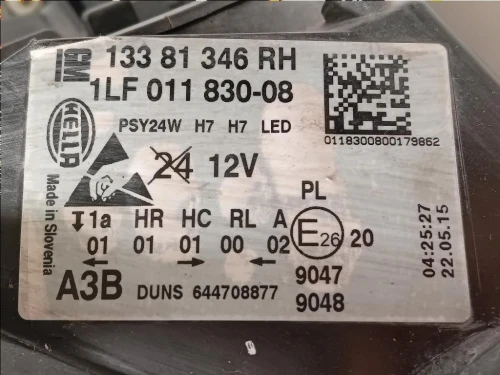 GM 133 81 346 RH
1LF 011 830-08
HELLA
PSY24W H7 H7 LED
0118300800179862
24 12V
Made in Slovenia
PL
1a HR HC RL A
01 01 01 00 02
E26 20
A3B DUNS 644708877
9047
9048
04:25:27
22.05.15